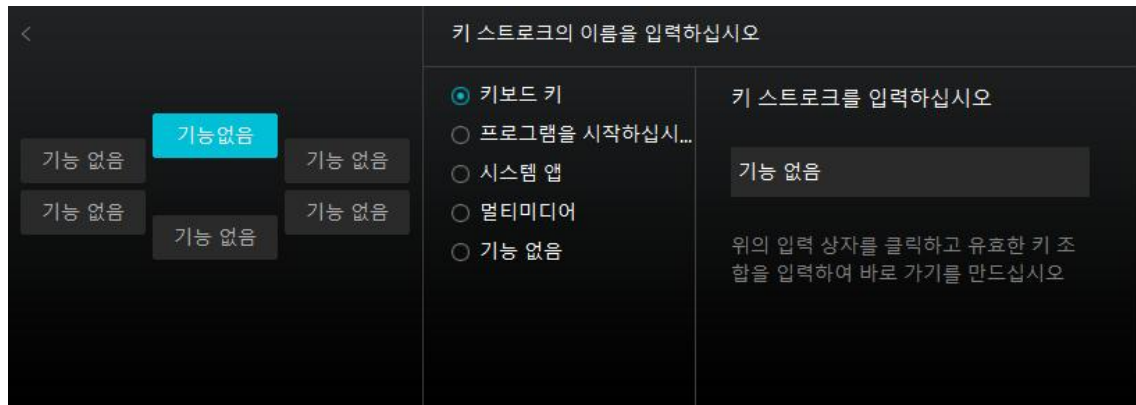 <
키 스트로크의 이름을 입력하십시오
기능없음
기능 없음
기능 없음
기능 없음
기능 없음
기능 없음
키보드 키
프로그램을 시작하십시...
시스템 앱
멀티미디어
기능 없음
키 스트로크를 입력하십시오
기능 없음
위의 입력 상자를 클릭하고 유효한 키 조
합을 입력하여 바로 가기를 만드십시오